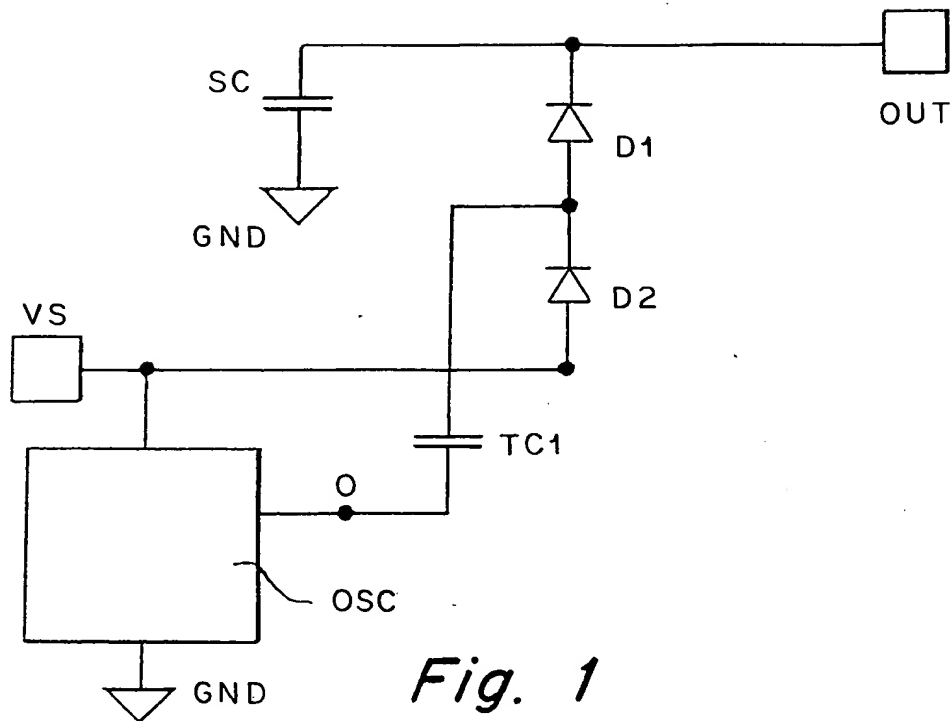 SC
OUT
D1
GND
D2
VS
TC1
O
OSC
GND
Fig. 1